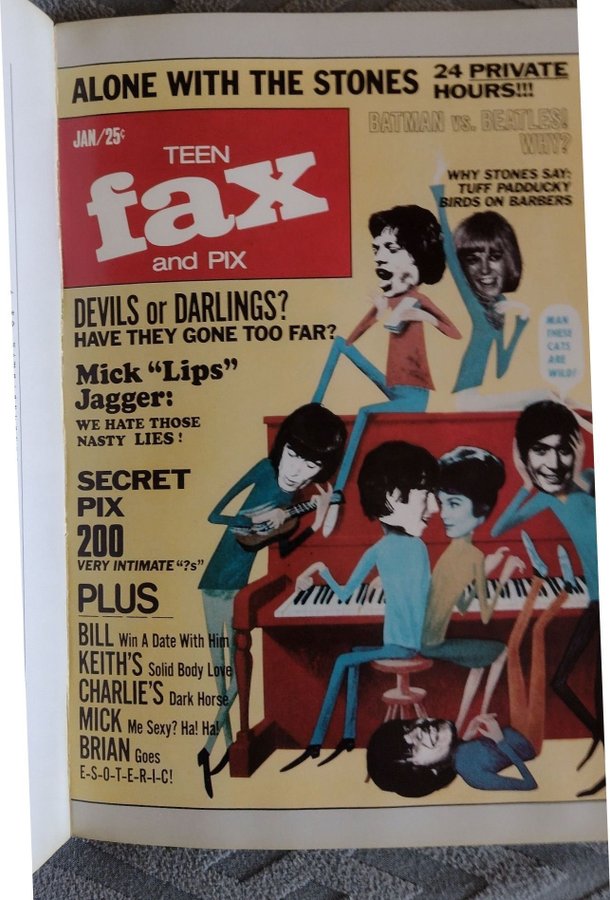 ALONE WITH THE STONES
24 PRIVATE
HOURS!!!
JAN/25¢
TEEN
fax
and PIX
BATMAN vs. BEATLES!
WHY?
WHY STONES SAY:
TUFF PADDUCKY
BIRDS ON BARBERS
DEVILS or DARLINGS?
HAVE THEY GONE TOO FAR?
Mick “Lips”
Jagger:
WE HATE THOSE
NASTY LIES!
MAN
THESE
CATS
ARE
WILD!
SECRET
PIX
200
VERY INTIMATE “?s”
PLUS
BILL Win A Date With Him
KEITH'S Solid Body Love
CHARLIE'S Dark Horse
MICK Me Sexy? Ha! Ha!
BRIAN Goes
E-S-O-T-E-R-I-C!